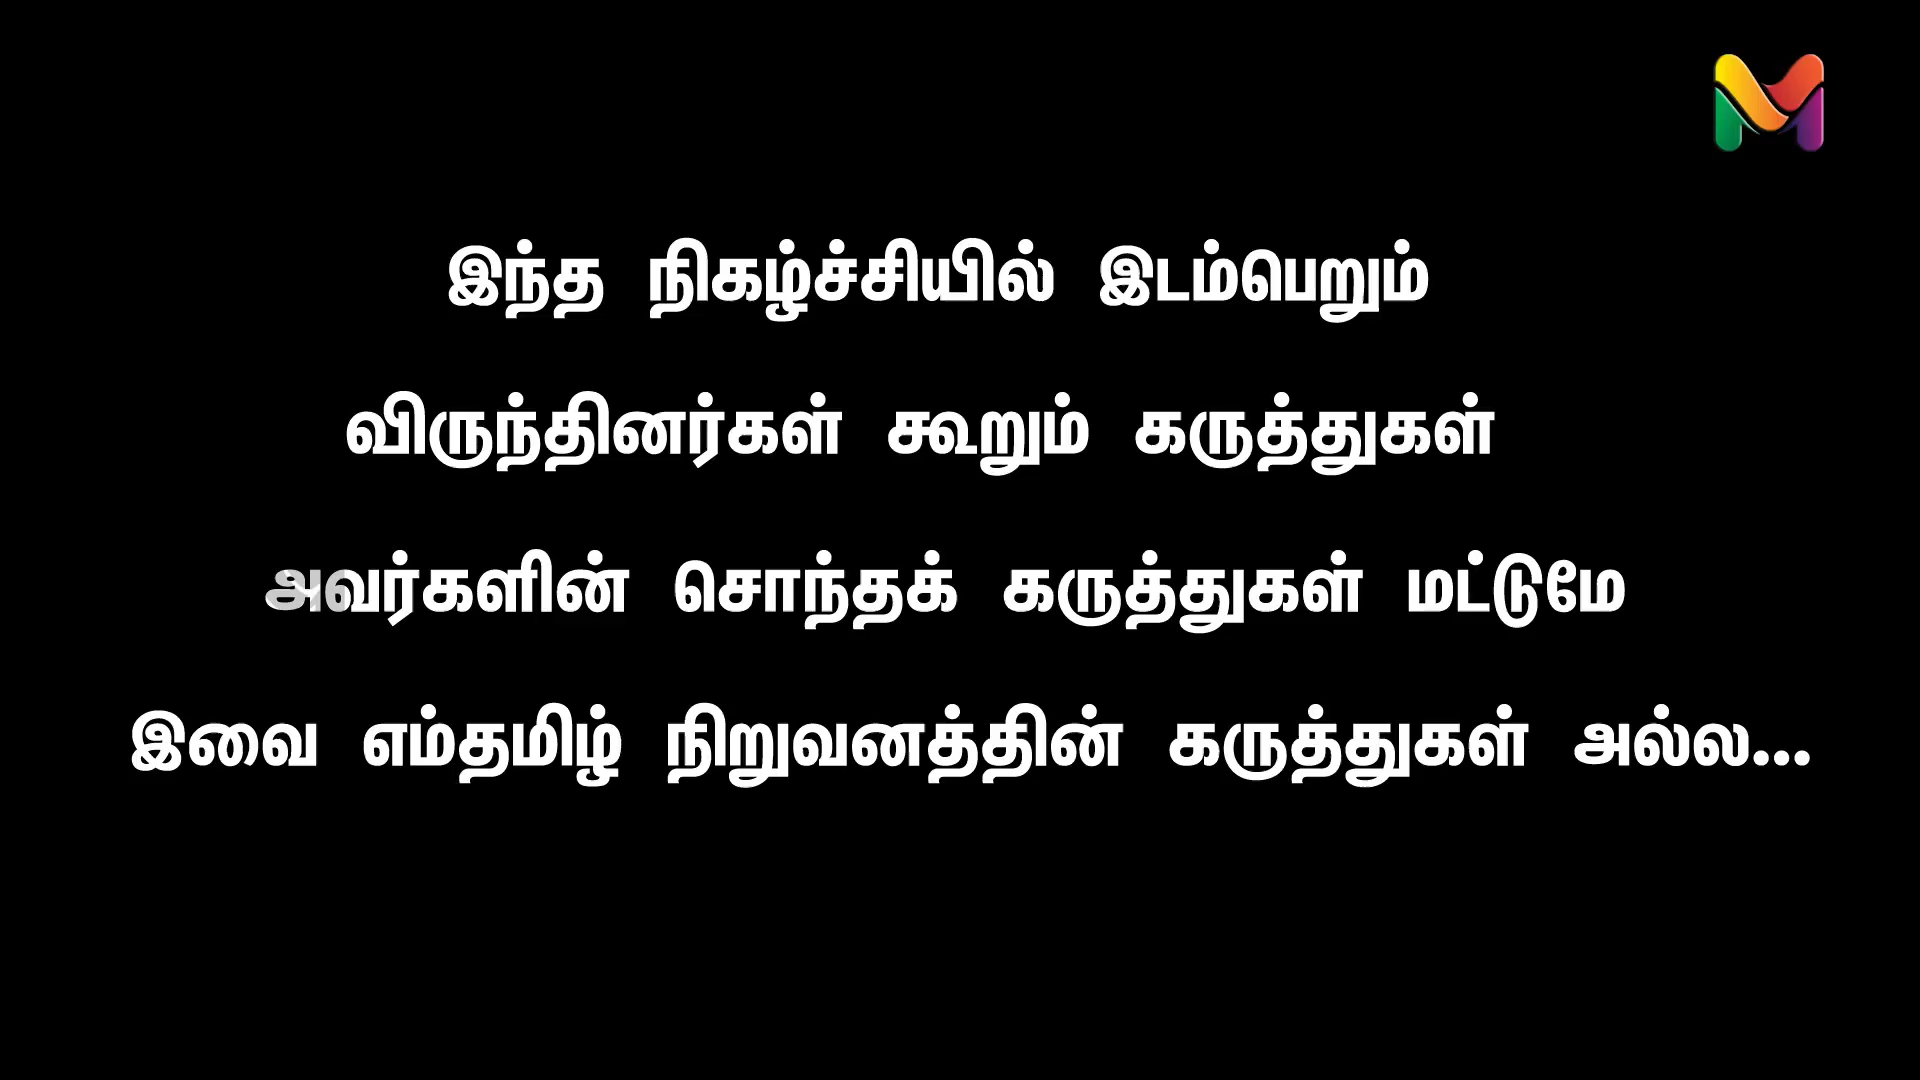 இந்த நிகழ்ச்சியில் இடம்பெறும்
விருந்தினர்கள் கூறும் கருத்துகள்
அவர்களின் சொந்தக் கருத்துகள் மட்டுமே
இவை எம்தமிழ் நிறுவனத்தின் கருத்துகள் அல்ல...